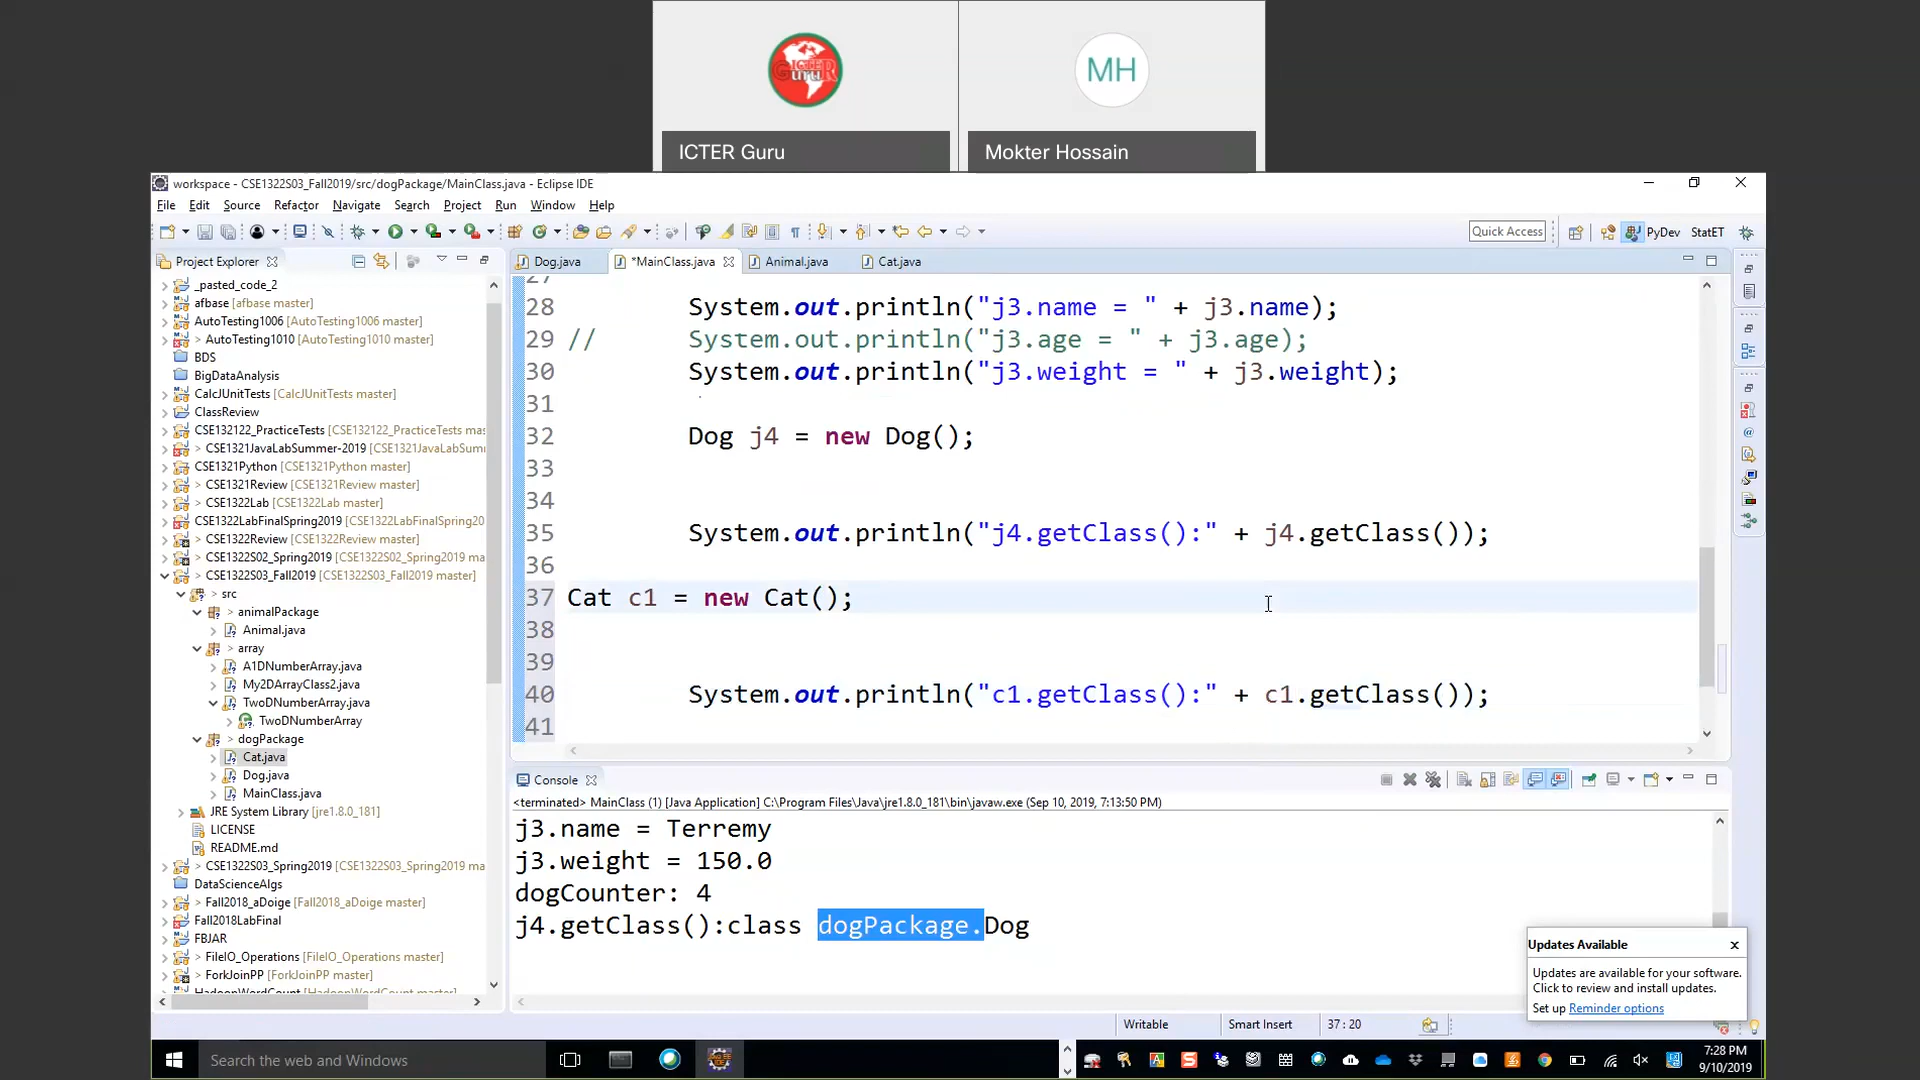 MH
ICTER Guru
Mokter Hossain
workspace - CSE1322S03_Fall2019/src/dogPackage/MainClass.java - Eclipse IDE
File Edit Source Refactor Navigate Search Project Run Window Help
Quick Access
PyDev
StatET
Project Explorer
Dog.java
*MainClass.java
Animal.java
Cat.java
_pasted_code_2
afbase [afbase master]
AutoTesting1006 [AutoTesting1006 master]
> AutoTesting1010 [AutoTesting1010 master]
BDS
BigDataAnalysis
CalcJUnitTests [CalcJUnitTests master]
ClassReview
CSE132122_PracticeTests [CSE132122_PracticeTests mas
> CSE1321JavaLabSummer-2019 [CSE1321JavaLabSum
CSE1321Python [CSE1321Python master]
> CSE1321Review [CSE1321Review master]
> CSE1322Lab [CSE1322Lab master]
CSE1322LabFinalSpring2019 [CSE1322LabFinalSpring20
> CSE1322Review [CSE1322Review master]
> CSE1322S02_Spring2019 [CSE1322S02_Spring2019 mast
> CSE1322S03_Fall2019 [CSE1322S03_Fall2019 master]
> src
> animalPackage
Animal.java
> array
A1DNumberArray.java
My2DArrayClass2.java
TwoDNumberArray.java
TwoDNumberArray
> dogPackage
Cat.java
Dog.java
MainClass.java
JRE System Library [jre1.8.0_181]
LICENSE
README.md
> CSE1322S03_Spring2019 [CSE1322S03_Spring2019 ma
DataScienceAlgs
> Fall2018_aDoige [Fall2018_aDoige master]
Fall2018LabFinal
FBJAR
> FileIO_Operations [FileIO_Operations master]
> ForkJoinPP [ForkJoinPP master]
HadoopWordCount [HadoopWordCount master]
27
28 System.out.println("j3.name = " + j3.name);
29 // System.out.println("j3.age = " + j3.age);
30 System.out.println("j3.weight = " + j3.weight);
31
32 Dog j4 = new Dog();
33
34
35 System.out.println("j4.getClass():" + j4.getClass());
36
37 Cat c1 = new Cat();
38
39
40 System.out.println("c1.getClass():" + c1.getClass());
41
Console
<terminated> MainClass (1) [Java Application] C:\Program Files\Java\jre1.8.0_181\bin\javaw.exe (Sep 10, 2019, 7:13:50 PM)
j3.name = Terremy
j3.weight = 150.0
dogCounter: 4
j4.getClass():class dogPackage.Dog
Updates Available
Updates are available for your software.
Click to review and install updates.
Set up Reminder options
Writable
Smart Insert
37 : 20
Search the web and Windows
7:28 PM
9/10/2019